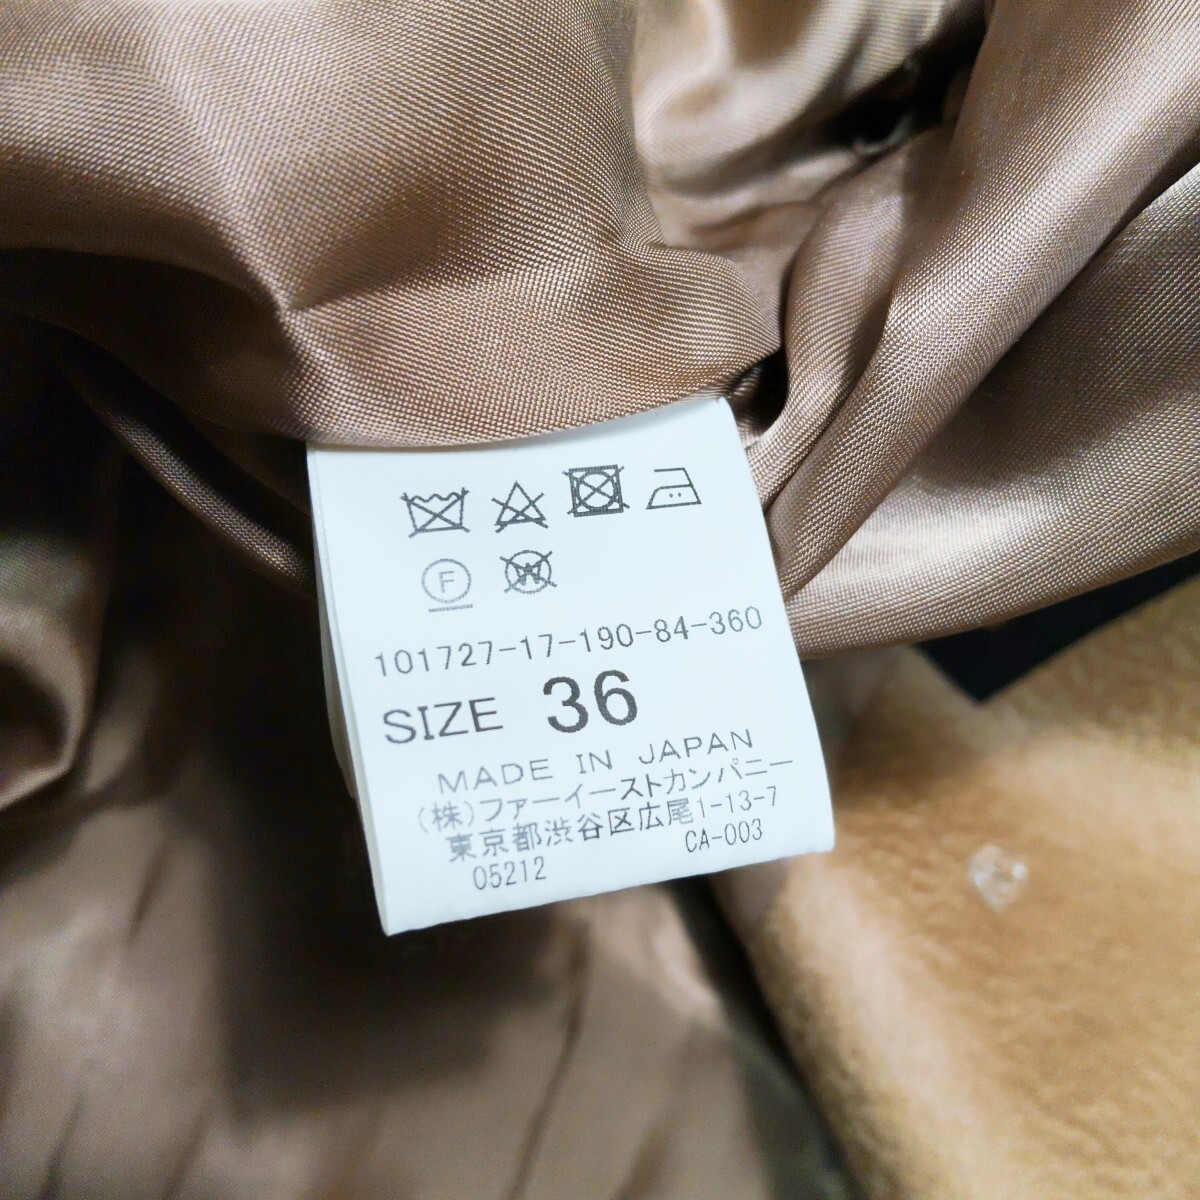 F W
101727-17-190-84-360
SIZE 36
MADE IN JAPAN
(株)ファーイーストカンパニー
東京都渋谷区広尾1-13-7
05212 CA-003